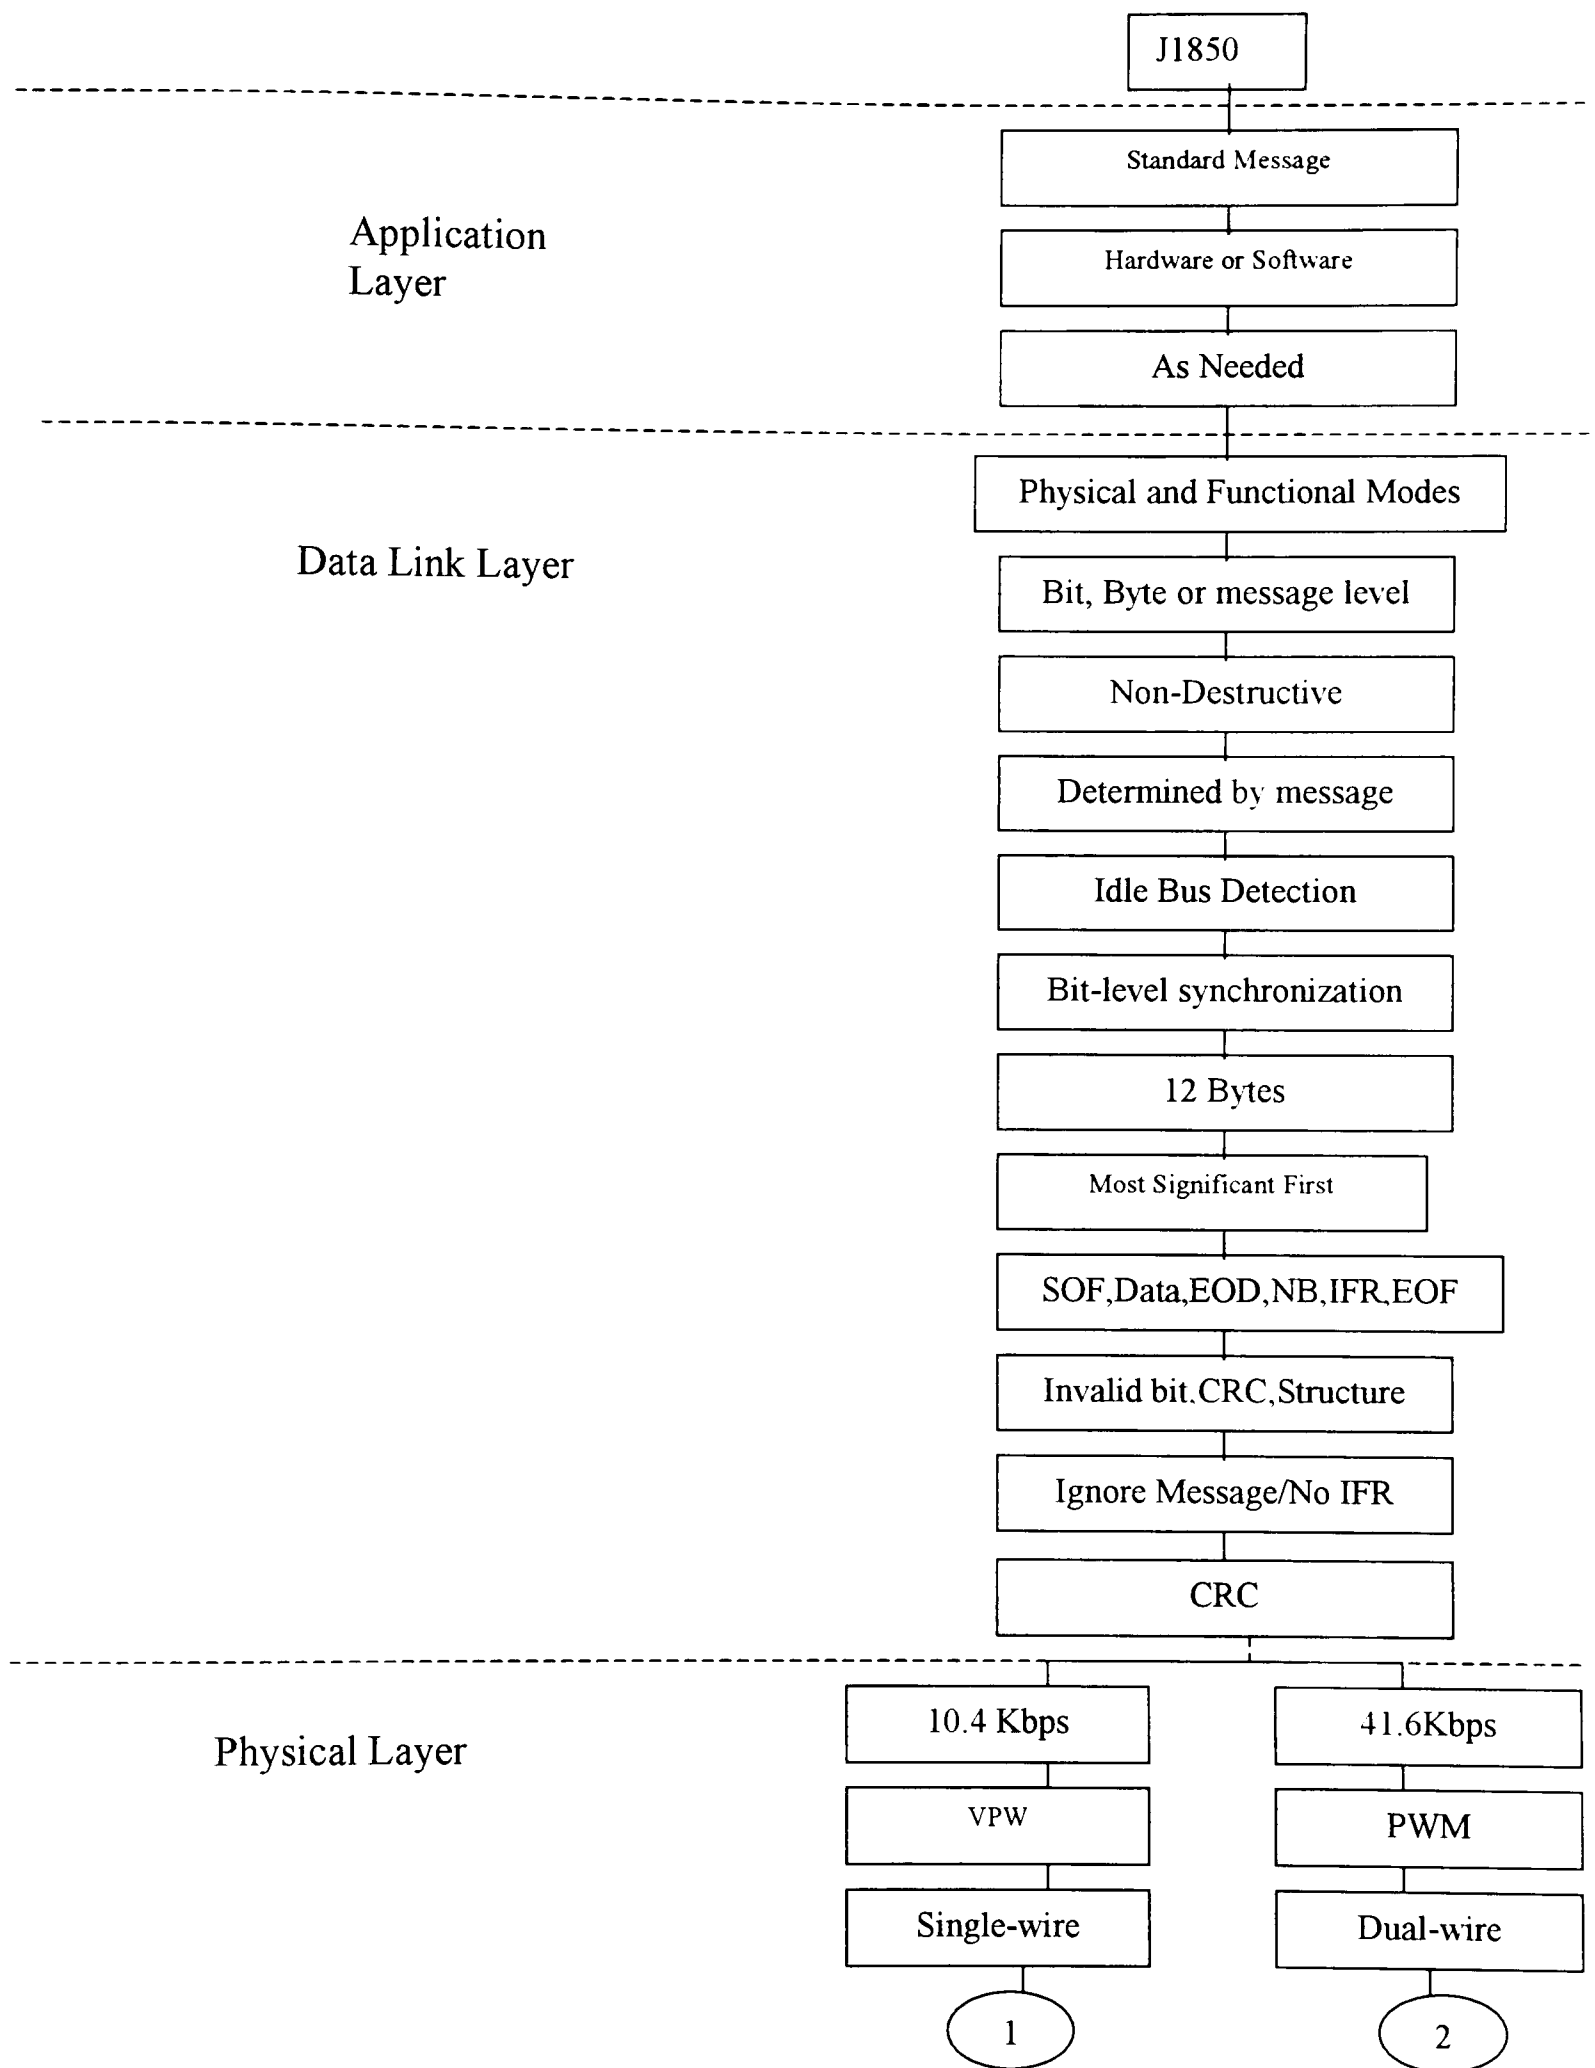 J1850
Standard Message
Application
Layer
Hardware or Software
As Needed
Physical and Functional Modes
Data Link Layer
Bit, Byte or message level
Non-Destructive
Determined by message
Idle Bus Detection
Bit-level synchronization
12 Bytes
Most Significant First
SOF,Data,EOD,NB,IFR,EOF
Invalid bit,CRC,Structure
Ignore Message/No IFR
CRC
Physical Layer
10.4 Kbps
41.6Kbps
VPW
PWM
Single-wire
Dual-wire
1
2